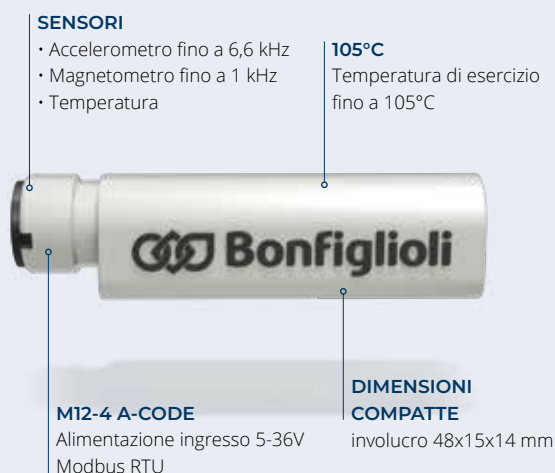 SENSORI
• Accelerometro fino a 6,6 kHz
• Magnetometro fino a 1 kHz
• Temperatura
105°C
Temperatura di esercizio
fino a 105°C
Bonfiglioli
M12-4 A-CODE
Alimentazione ingresso 5-36V
Modbus RTU
DIMENSIONI
COMPATTE
involucro 48x15x14 mm